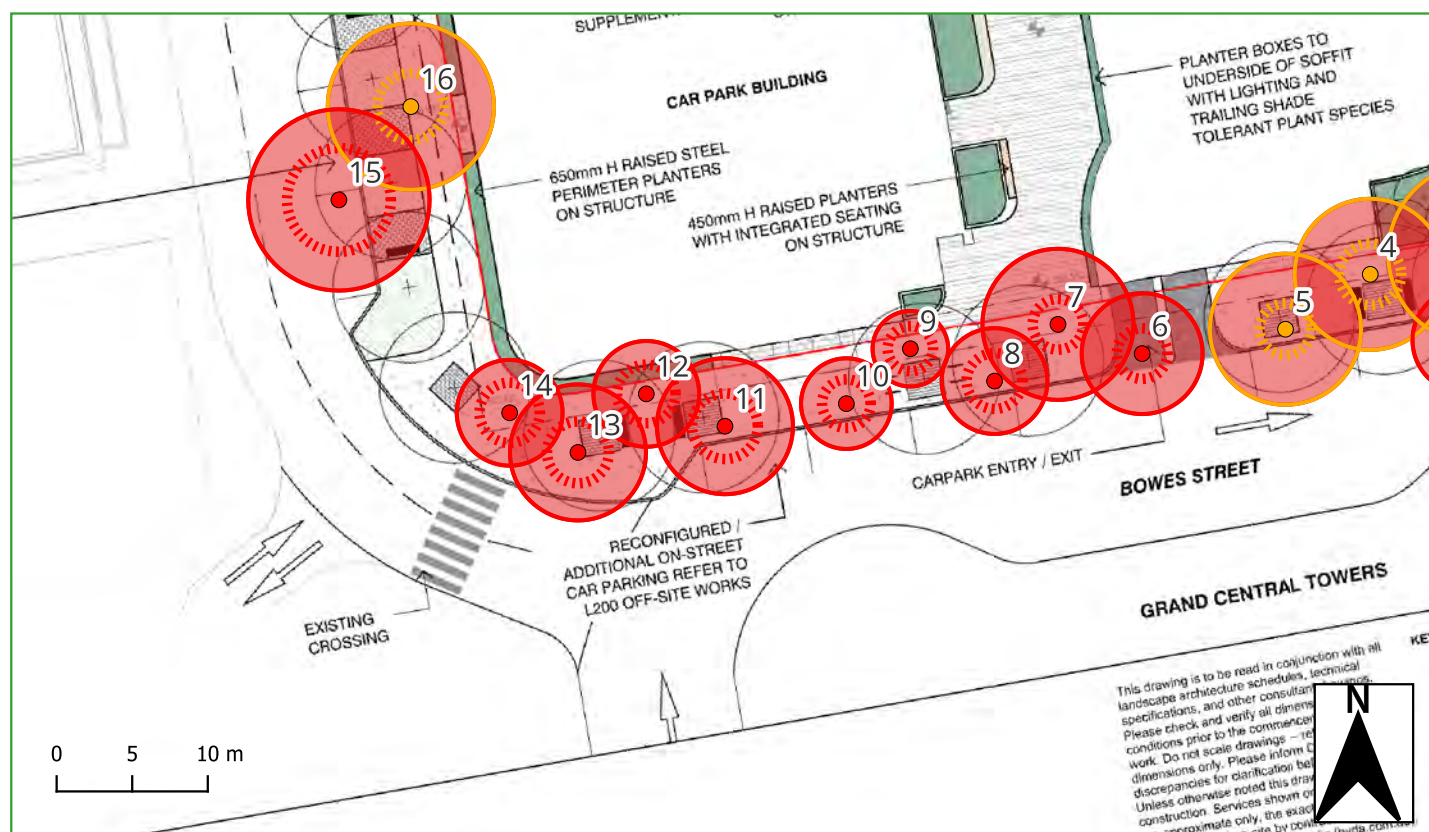 SUPPLEMEN
CAR PARK BUILDING
PLANTER BOXES TO
UNDERSIDE OF SOFFIT
WITH LIGHTING AND
TRAILING SHADE
TOLERANT PLANT SPECIES
16
15
650mm H RAISED STEEL
PERIMETER PLANTERS
ON STRUCTURE
450mm H RAISED PLANTERS
WITH INTEGRATED SEATING
ON STRUCTURE
4
5
7
6
9
8
10
12
11
14
13
CARPARK ENTRY / EXIT
BOWES STREET
RECONFIGURED /
ADDITIONAL ON-STREET
CAR PARKING REFER TO
L200 OFF-SITE WORKS
EXISTING
CROSSING
GRAND CENTRAL TOWERS
KE
This drawing is to be read in conjunction with all
landscape architecture schedules, technical
specifications, and other consultant
Please check and verify all dimens
conditions prior to the commencer
work. Do not scale drawings –
dimensions only. Please inform
discrepancies for clarification
Unless otherwise noted this
construction. Services shown
approximate only, the
site by
N
0 5 10 m